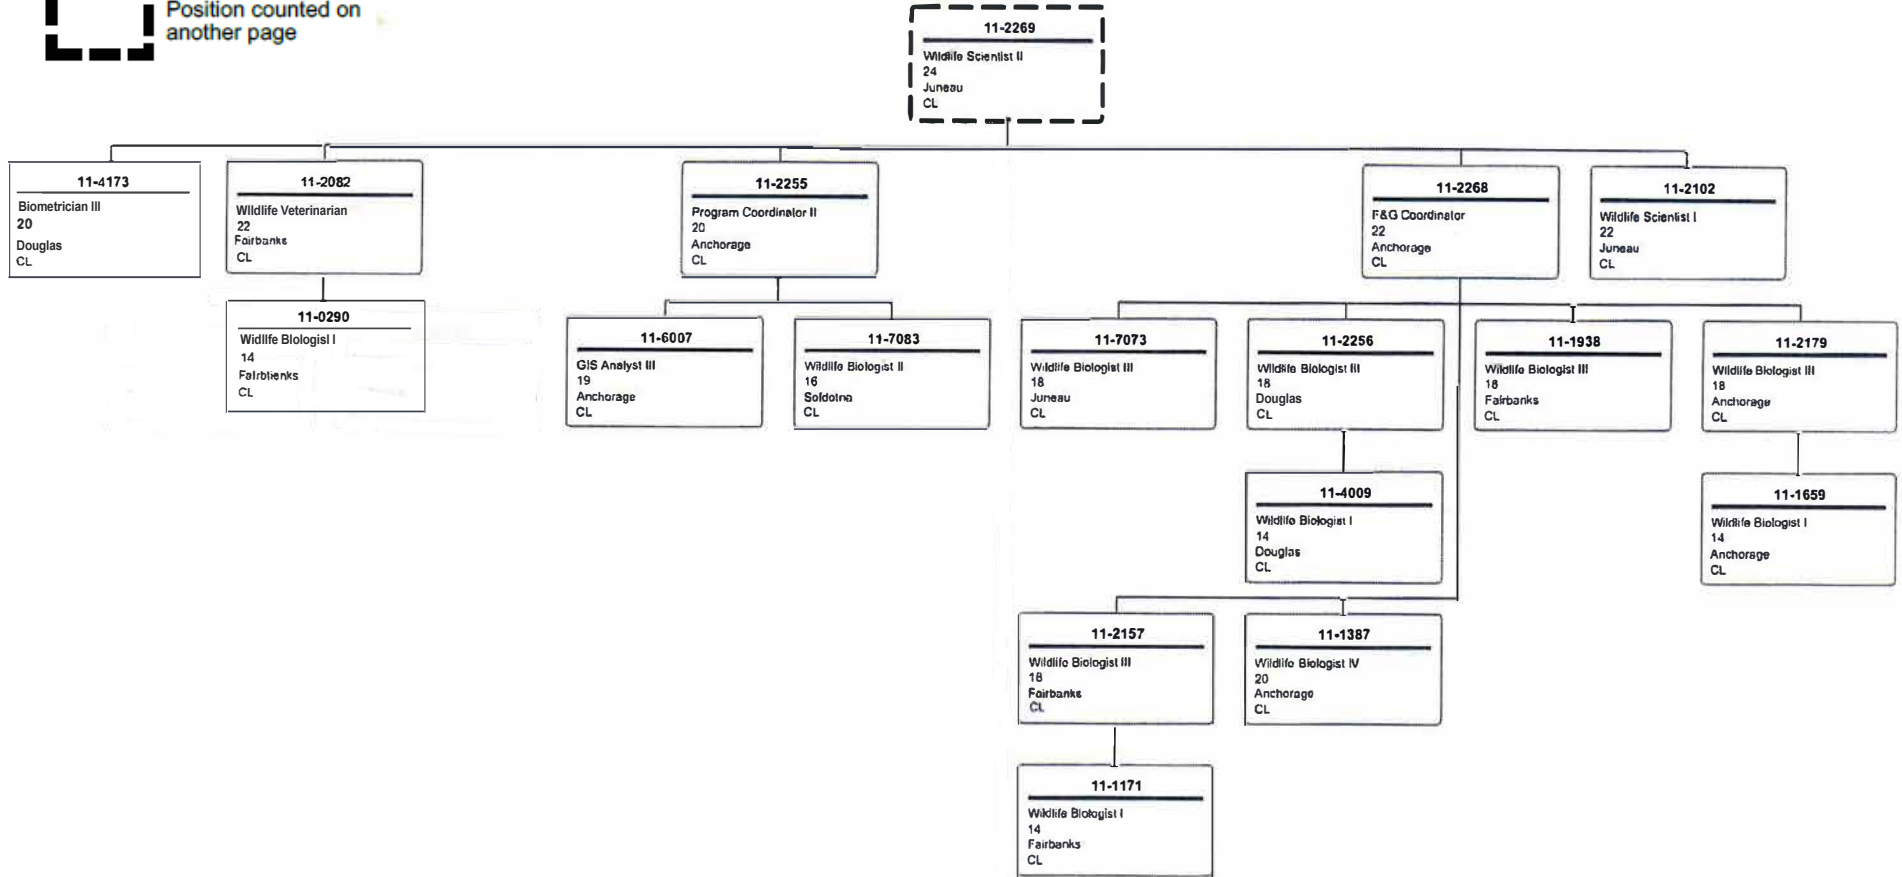 Position counted on
another page
11-2269
Wildlife Scientist II
24
Juneau
CL
11-4173
Biometrician III
20
Douglas
CL
11-2082
Wildlife Veterinarian
22
Fairbanks
CL
11-2255
Program Coordinator II
20
Anchorage
CL
11-2268
F&G Coordinator
22
Anchorage
CL
11-2102
Wildlife Scientist I
22
Juneau
CL
11-0290
Widlife Biologist I
14
Fairbtienks
CL
11-6007
GIS Analyst III
19
Anchorage
CL
11-7083
Wildlife Biologist II
16
Soldotna
CL
11-7073
Wildlife Biologist III
18
Juneau
CL
11-2256
Wildlife Biologist III
18
Douglas
CL
11-1938
Wildlife Biologist III
18
Fairbanks
CL
11-2179
Wildlife Biologist III
18
Anchorage
CL
11-4009
Wildlife Biologist I
14
Douglas
CL
11-1659
Wildlife Biologist I
14
Anchorage
CL
11-2157
Wildlife Biologist III
18
Fairbanks
CL
11-1387
Wildlife Biologist IV
20
Anchorage
CL
11-1171
Wildlife Biologist I
14
Fairbanks
CL